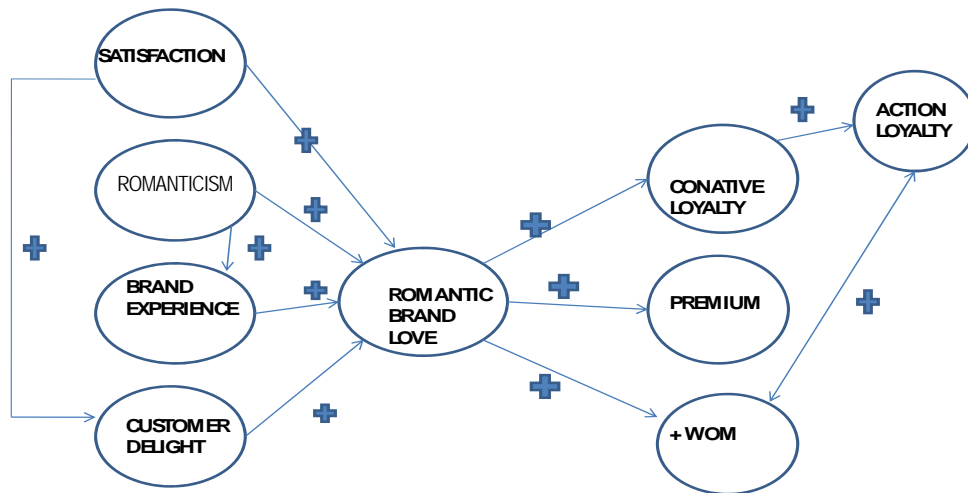 SATISFACTION
ROMANTICISM
BRAND
EXPERIENCE
CUSTOMER
DELIGHT
ROMANTIC
BRAND
LOVE
CONATIVE
LOYALTY
PREMIUM
+ WOM
ACTION
LOYALTY